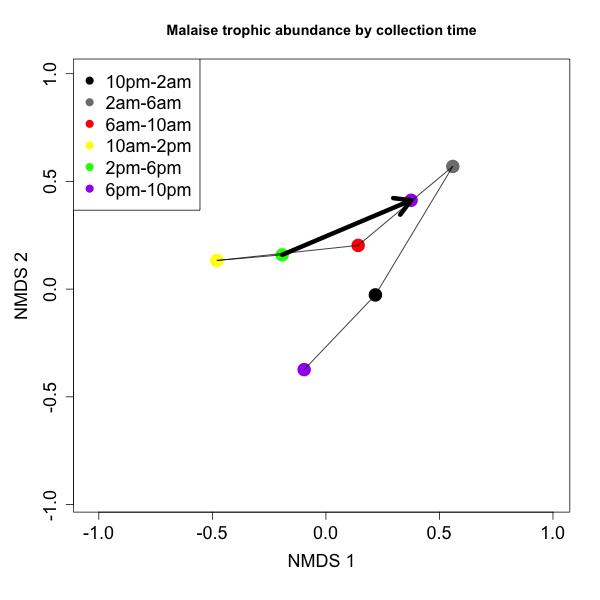 Malaise trophic abundance by collection time
10pm-2am
2am-6am
6am-10am
10am-2pm
2pm-6pm
6pm-10pm
1.0
0.5
0.0
-0.5
-1.0
NMDS 2
-1.0 -0.5 0.0 0.5 1.0
NMDS 1